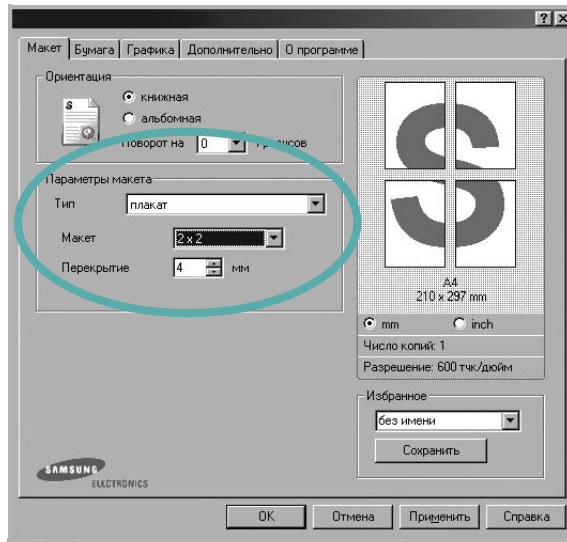 Макет Бумага Графика Дополнительно О программе
Ориентация
S
книжная
альбомная
Поворот на 0
Параметры макета
Тип плакат
Макет 2 x 2
Перекрытие 4 мм
A4
210 x 297 mm
mm inch
Число копий: 1
Разрешение: 600 тчк/дюйм
Избранное
без имени
Сохранить
SAMSUNG
ELECTRONICS
OK Отмена Применить Справка